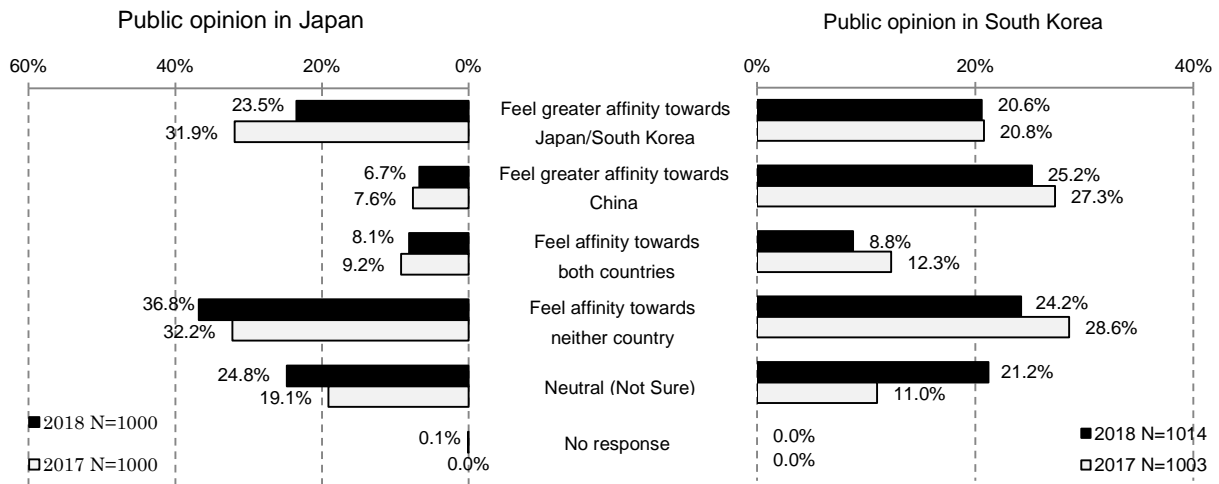 Public opinion in Japan
Public opinion in South Korea
60% 40% 20% 0%
0% 20% 40%
23.5%
31.9%
Feel greater affinity towards
Japan/South Korea
20.6%
20.8%
6.7%
7.6%
Feel greater affinity towards
China
25.2%
27.3%
8.1%
9.2%
Feel affinity towards
both countries
8.8%
12.3%
36.8%
32.2%
Feel affinity towards
neither country
24.2%
28.6%
24.8%
19.1%
Neutral (Not Sure)
21.2%
11.0%
0.1%
0.0%
No response
0.0%
0.0%
2018 N=1000
2017 N=1000
2018 N=1014
2017 N=1003